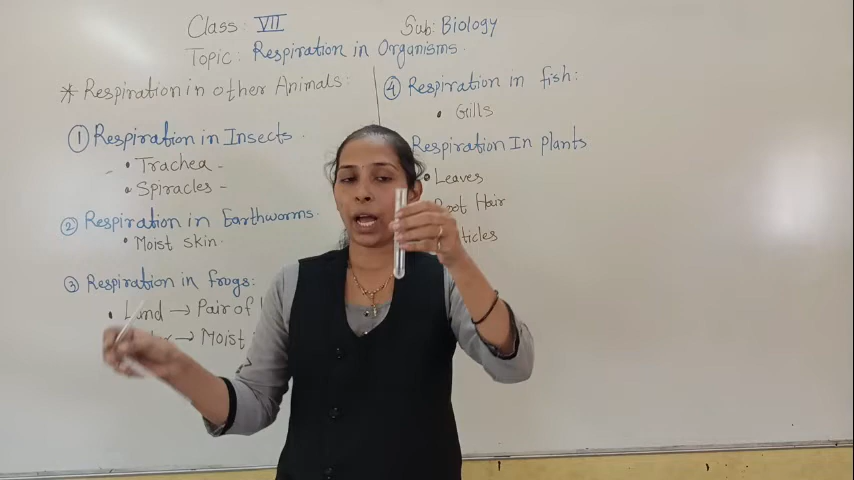 Class: VII
Sub: Biology
Topic: Respiration in Organisms.
* Respiration in other Animals:
① Respiration in Insects.
• Trachea -
• Spiracles -
② Respiration in Earthworms.
• Moist skin.
③ Respiration in frogs:
• Land → Pair of
→ Moist
④ Respiration in fish:
• Gills
Respiration In plants
• Leaves
Root Hair